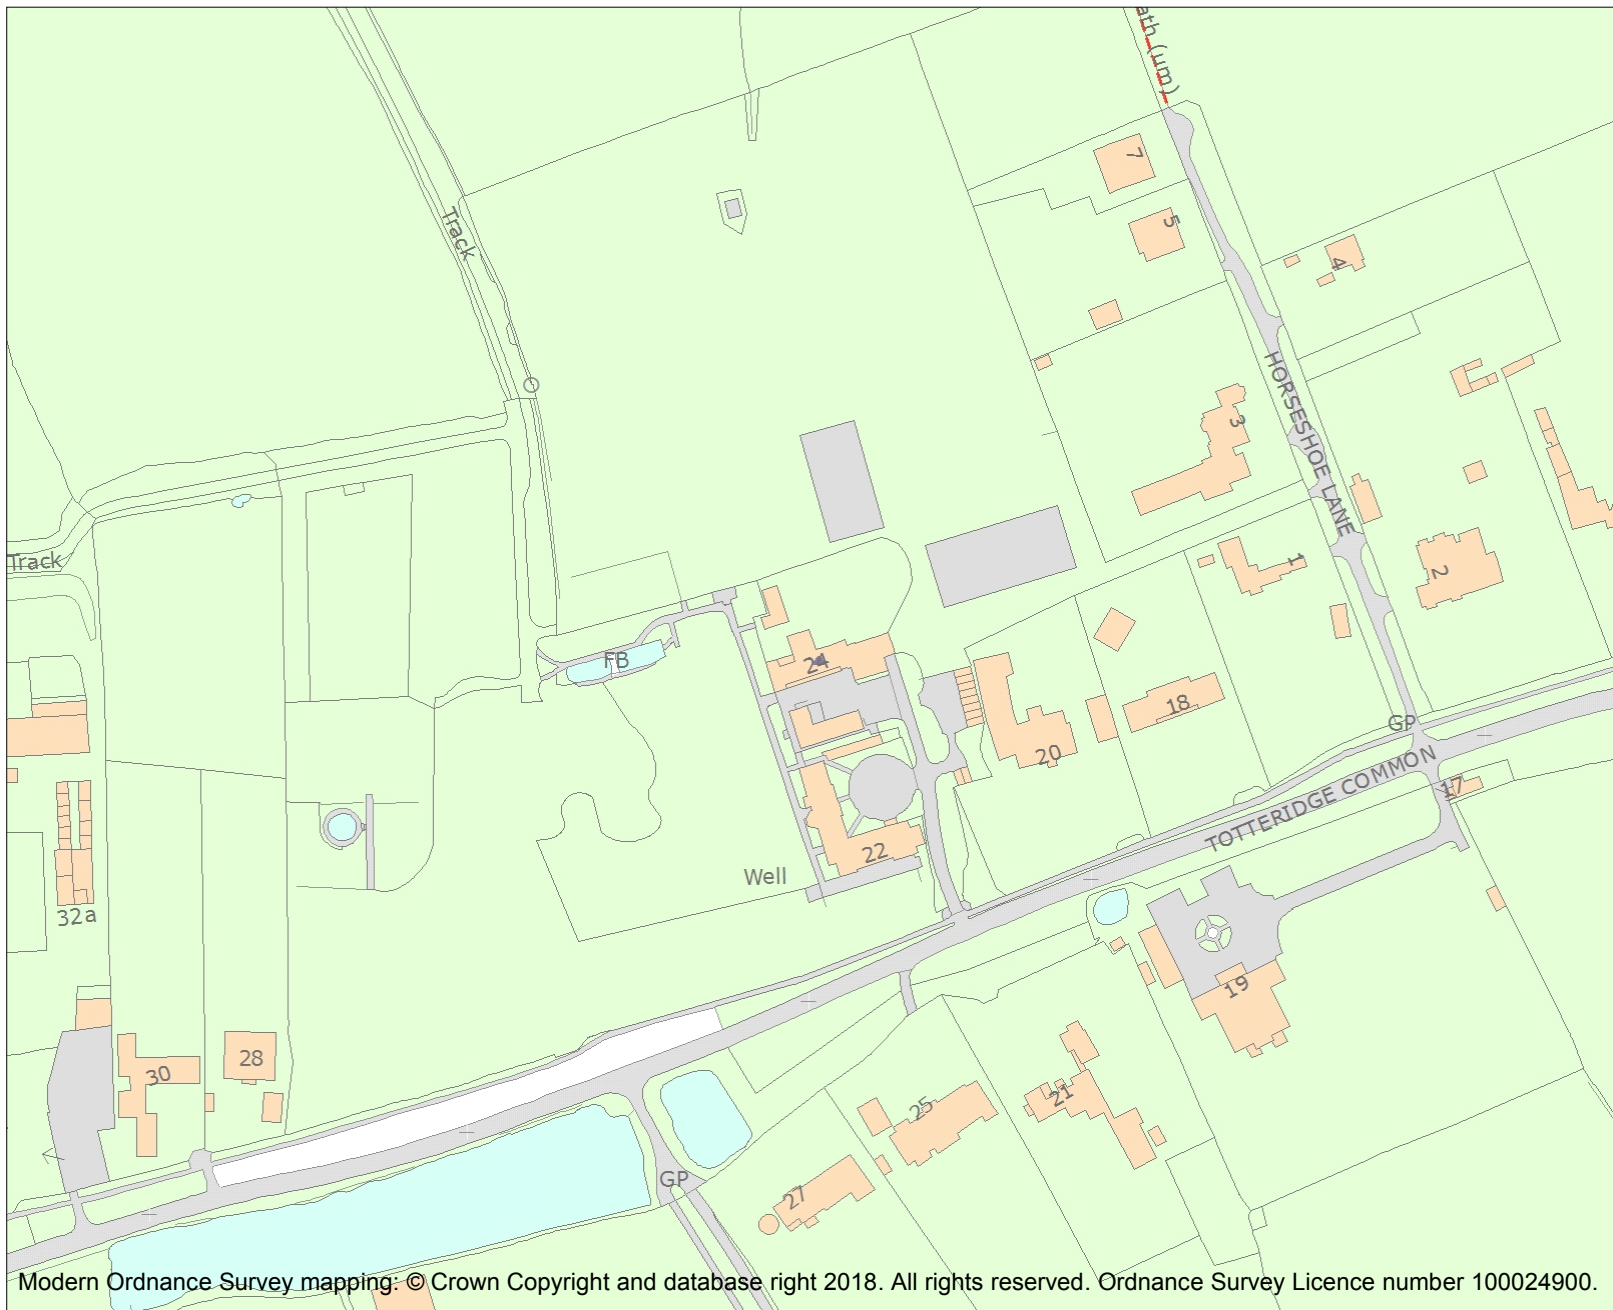 ath (um)
7
5
4
Track
HORSESHOE LANE
3
Track
1
2
FB
24
18
GP
20
TOTTERIDGE COMMON
17
22
Well
32a
19
30
28
21
25
GP
27
Modern Ordnance Survey mapping: © Crown Copyright and database right 2018. All rights reserved. Ordnance Survey Licence number 100024900.